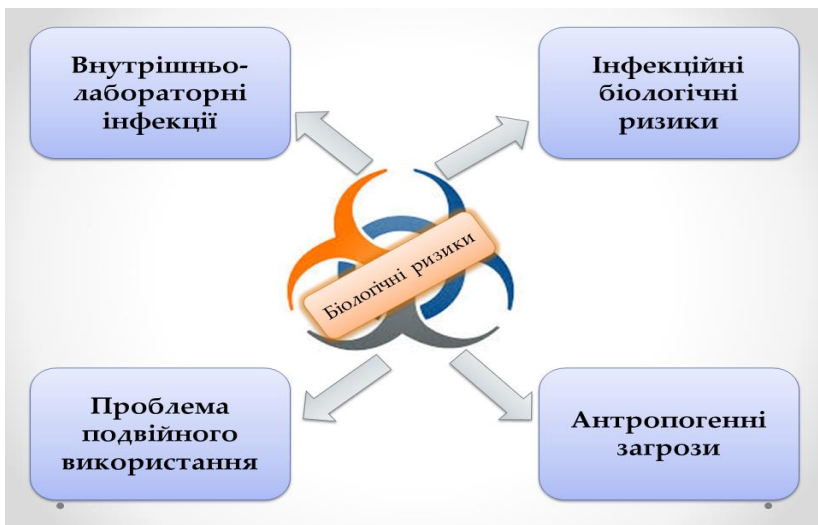 Внутрішньо-
лабораторні
інфекції
Інфекційні
біологічні
ризики
Біологічні ризики
Проблема
подвійного
використання
Антропогенні
загрози